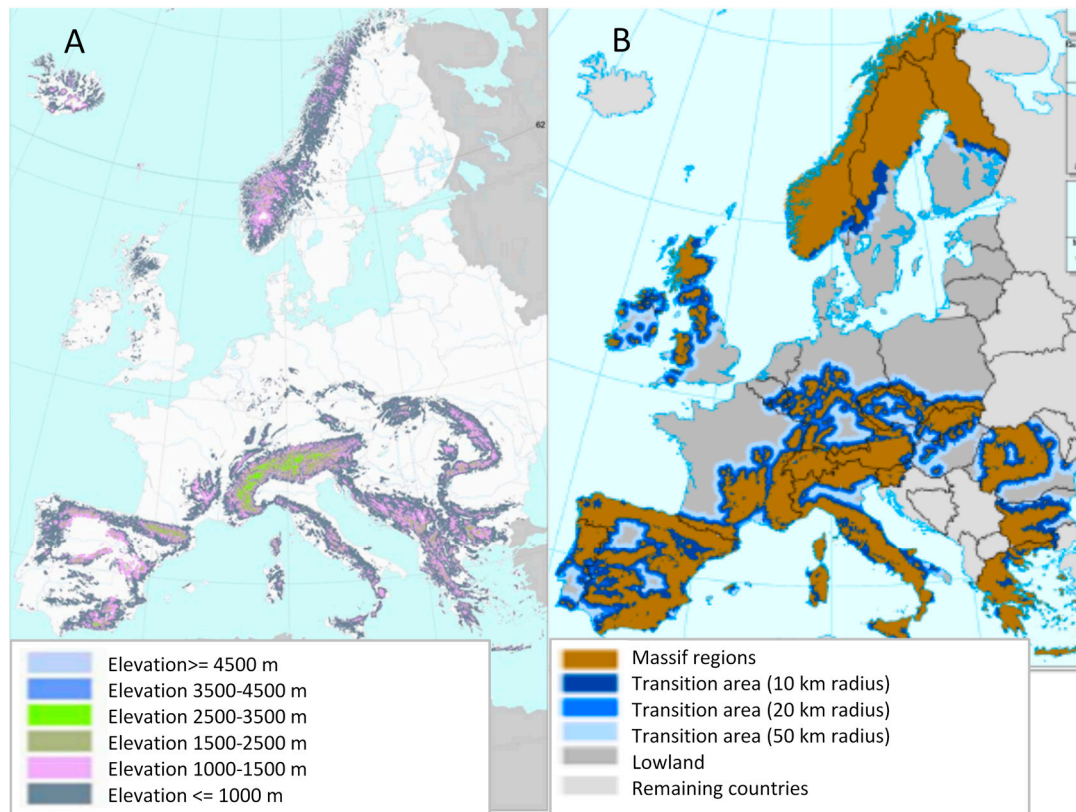 A
B
62
Elevation>= 4500 m
Elevation 3500-4500 m
Elevation 2500-3500 m
Elevation 1500-2500 m
Elevation 1000-1500 m
Elevation <= 1000 m
Massif regions
Transition area (10 km radius)
Transition area (20 km radius)
Transition area (50 km radius)
Lowland
Remaining countries